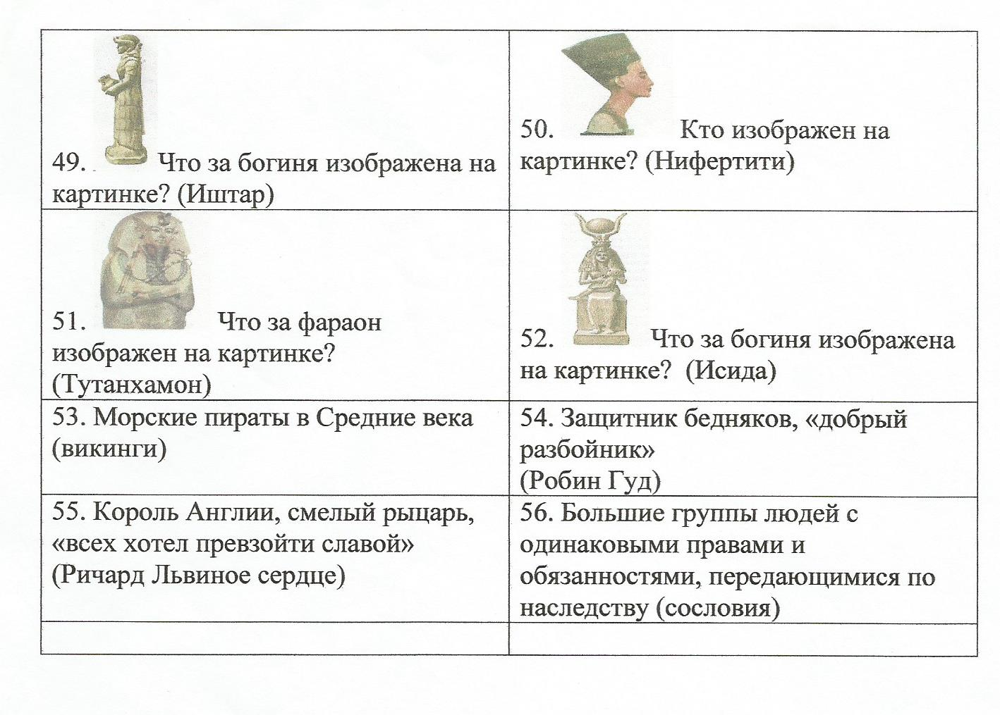 49. Что за богиня изображена на
картинке? (Иштар)
50. Кто изображен на
картинке? (Нифертити)
51. Что за фараон
изображен на картинке?
(Тутанхамон)
52. Что за богиня изображена
на картинке? (Исида)
53. Морские пираты в Средние века
(викинги)
54. Защитник бедняков, «добрый
разбойник»
(Робин Гуд)
55. Король Англии, смелый рыцарь,
«всех хотел превзойти славой»
(Ричард Львиное сердце)
56. Большие группы людей с
одинаковыми правами и
обязанностями, передающимися по
наследству (сословия)